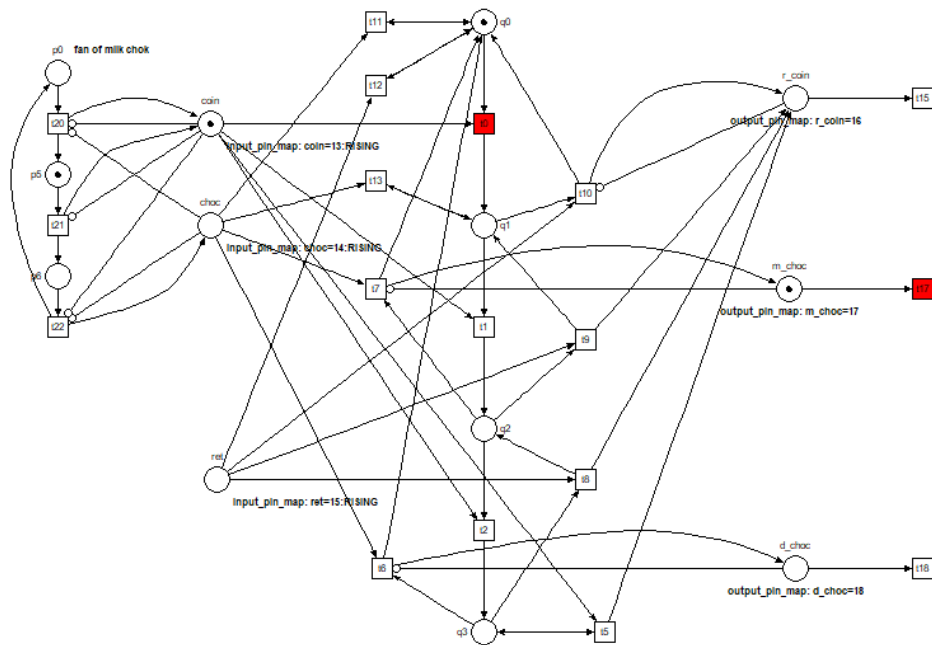 t11
q0
p0 fan of milk chok
t12
r_coin
t15
coin
output_pin_map: r_coin=16
t20
t0
input_pin_map: coin=13:RISING
p5
t13
t10
choc
t21
q1
input_pin_map: choc=14:RISING
m_choc
p6
t7
t17
output_pin_map: m_choc=17
t22
t1
t9
q2
ret
t8
input_pin_map: ret=15:RISING
t2
d_choc
t6
t18
output_pin_map: d_choc=18
q3
t5